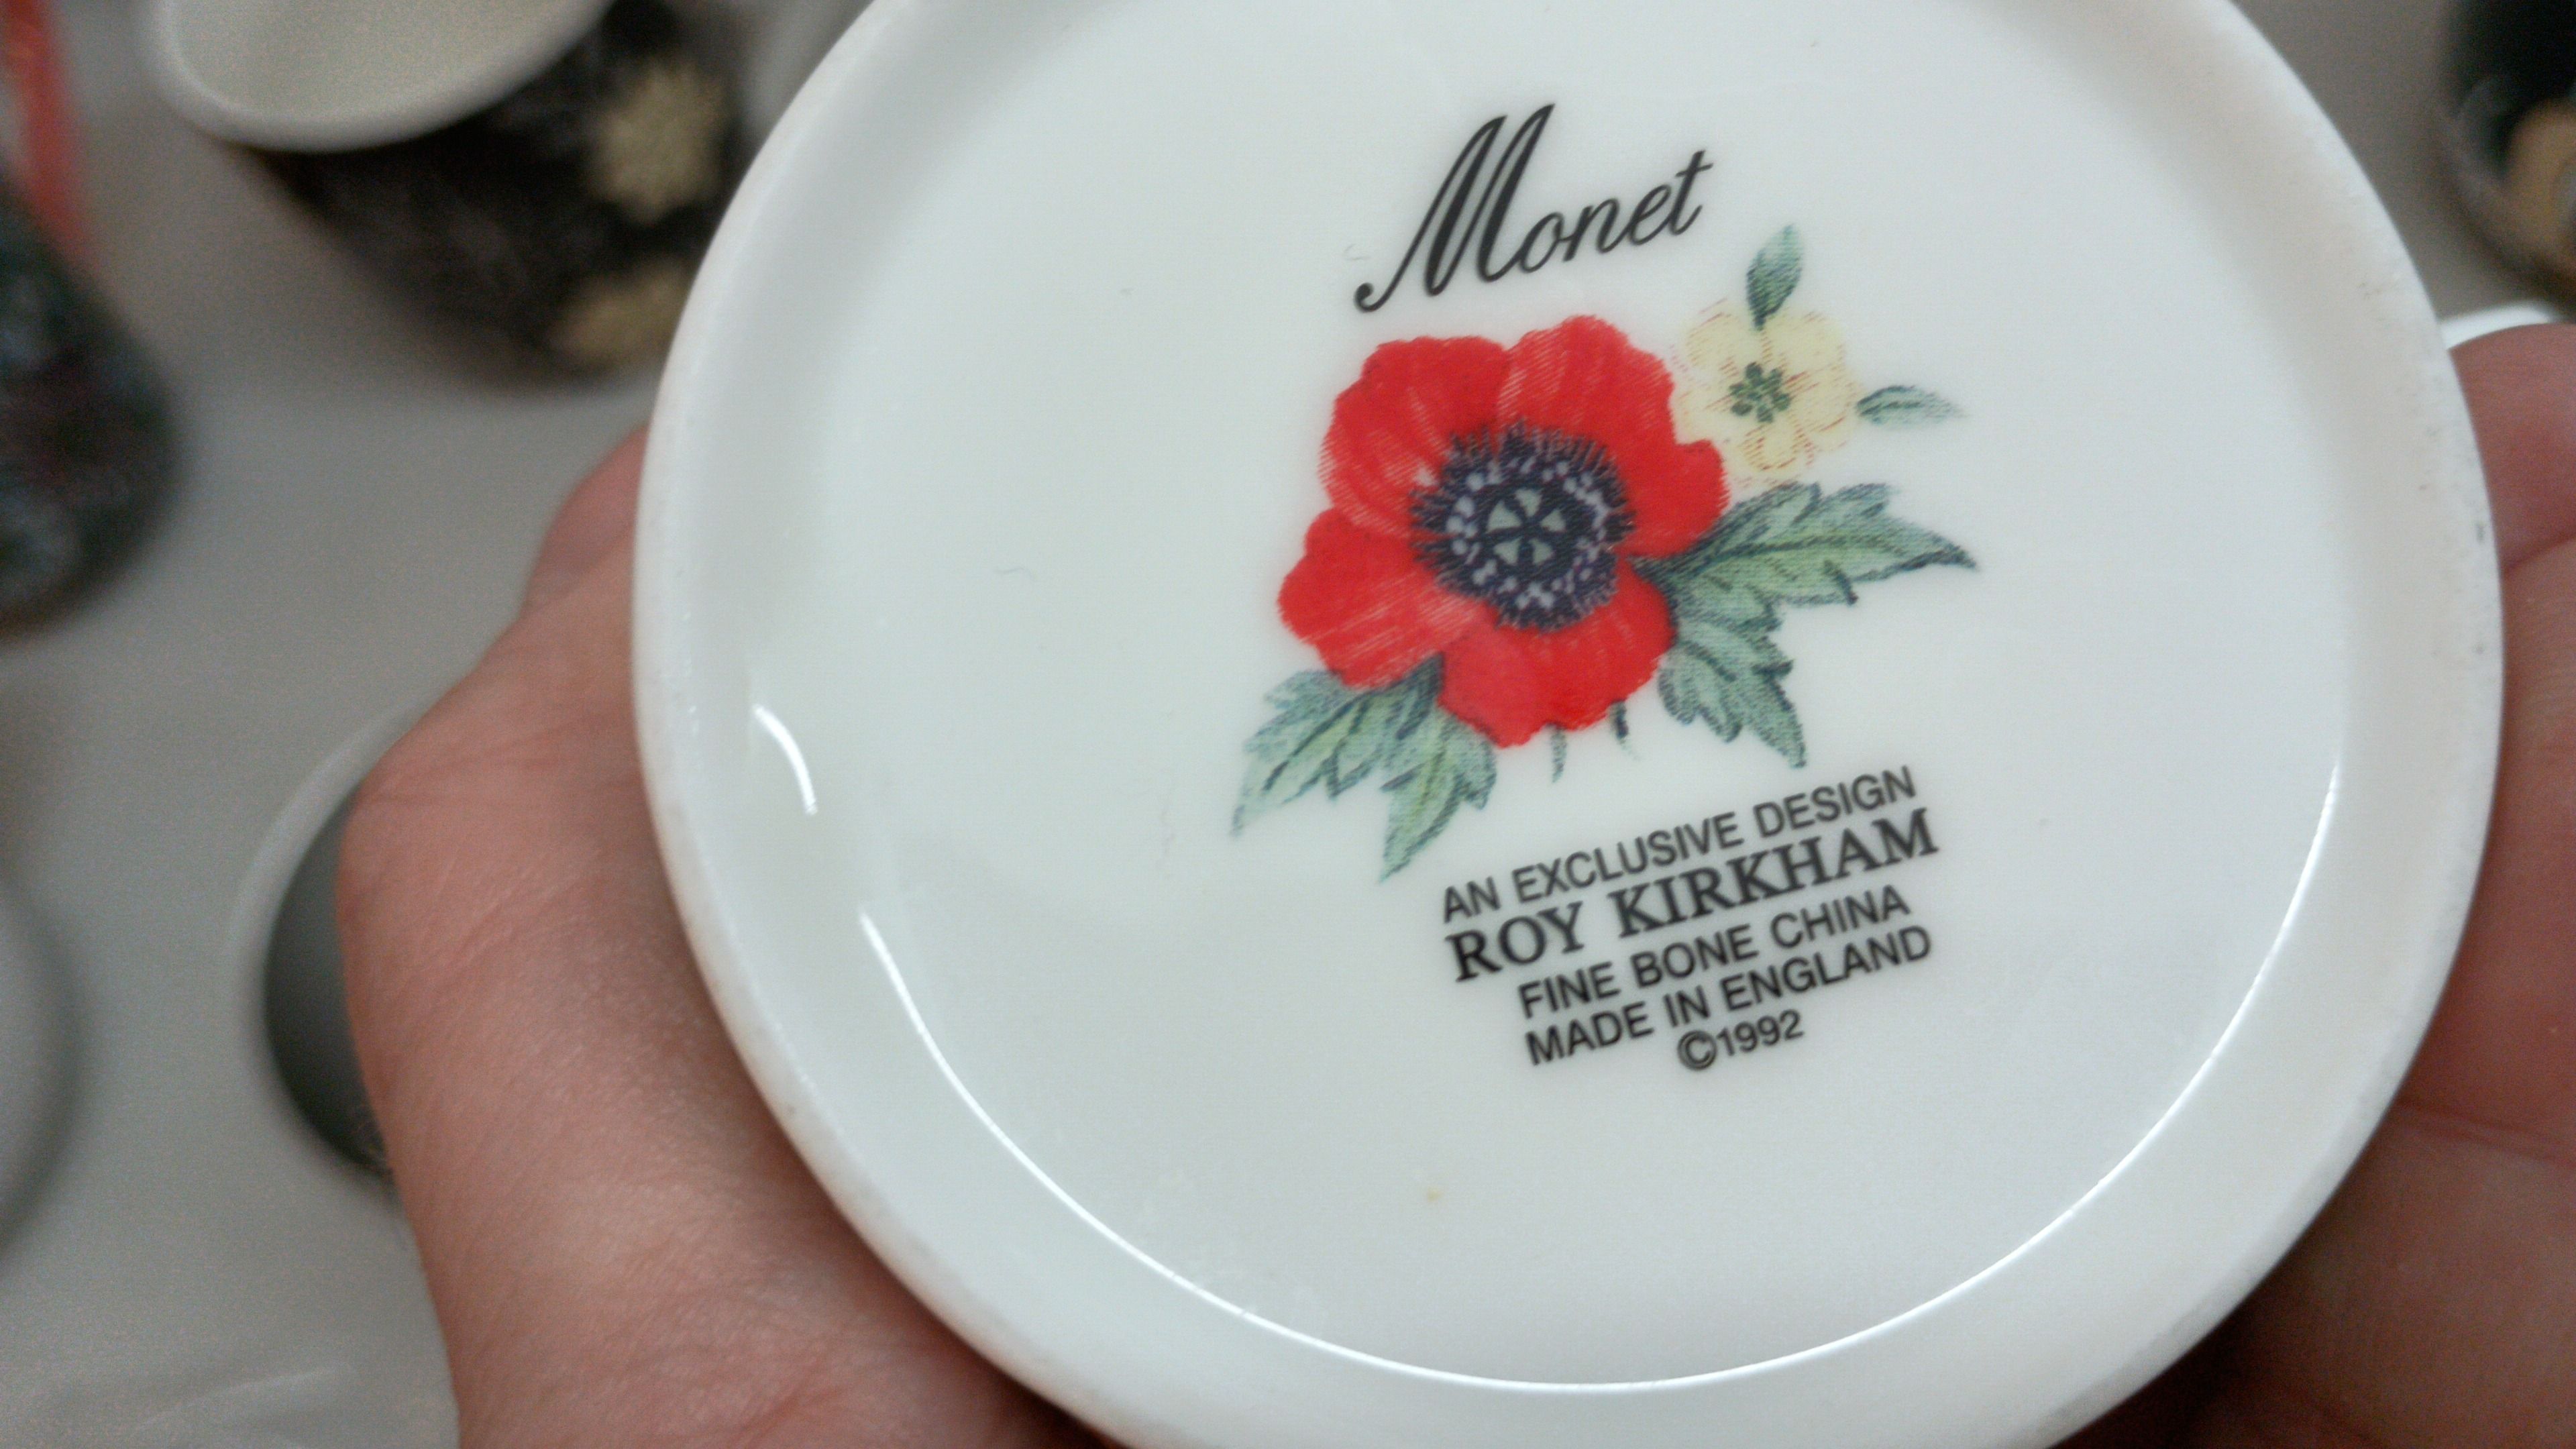 Monet
AN EXCLUSIVE DESIGN
ROY KIRKHAM
FINE BONE CHINA
MADE IN ENGLAND
©1992